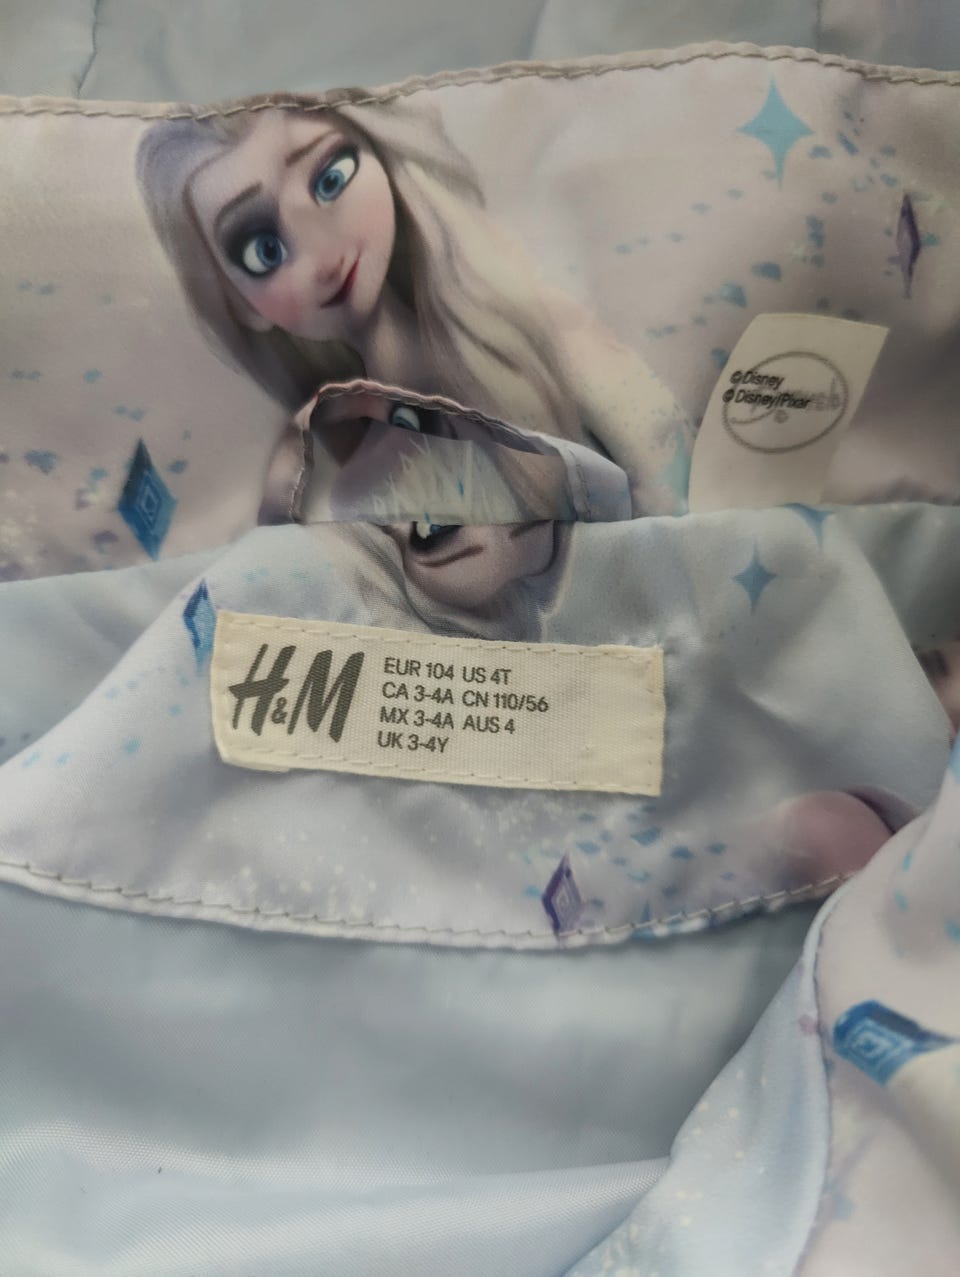 ©Disney
©Disney/Pixar
©
H&M
EUR 104 US 4T
CA 3-4A CN 110/56
MX 3-4A AUS 4
UK 3-4Y